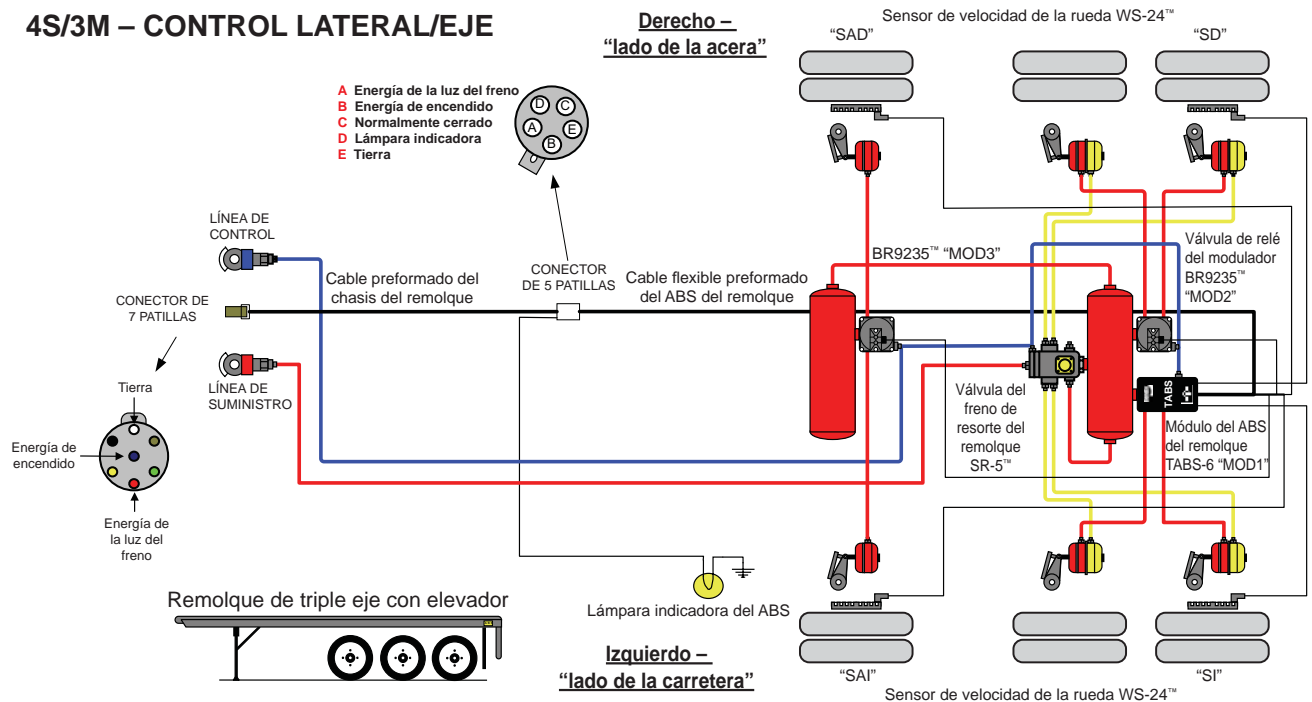 4S/3M – CONTROL LATERAL/EJE
Derecho –
“lado de la acera”
Sensor de velocidad de la rueda WS-24™
“SAD”
“SD”
A Energía de la luz del freno
B Energía de encendido
C Normalmente cerrado
D Lámpara indicadora
E Tierra
D
C
A
E
B
LÍNEA DE
CONTROL
Cable preformado del
chasis del remolque
CONECTOR
DE 5 PATILLAS
Cable flexible preformado
del ABS del remolque
BR9235™ “MOD3”
Válvula de relé
del modulador
BR9235™
“MOD2”
CONECTOR DE
7 PATILLAS
LÍNEA DE
SUMINISTRO
Tierra
Energía de
encendido
Energía de
la luz del
freno
Válvula del
freno de
resorte del
remolque
SR-5™
TABS
Módulo del ABS
del remolque
TABS-6 “MOD1”
Lámpara indicadora del ABS
Remolque de triple eje con elevador
Izquierdo –
“lado de la carretera”
“SAI”
“SI”
Sensor de velocidad de la rueda WS-24™